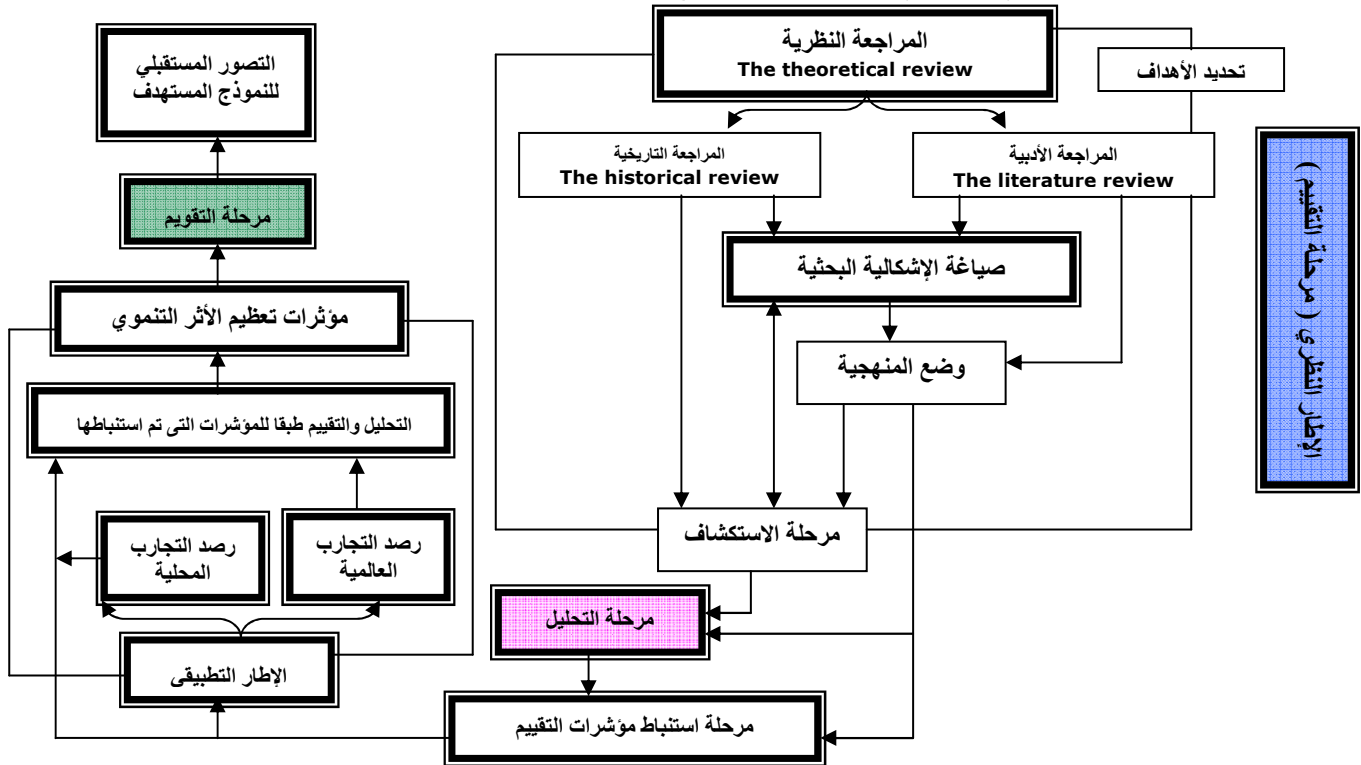 المراجعة النظرية
The theoretical review
تحديد الأهداف
المراجعة الأدبية
The literature review
المراجعة التاريخية
The historical review
صياغة الإشكالية البحثية
وضع المنهجية
مرحلة الاستكشاف
مرحلة التحليل
مرحلة استنباط مؤشرات التقييم
الإطار النظري ( مرحلة التقييم )
التصور المستقبلي
للنموذج المستهدف
مرحلة التقويم
مؤثرات تعظيم الأثر التنموي
التحليل والتقييم طبقا للمؤشرات التى تم استنباطها
رصد التجارب
العالمية
رصد التجارب
المحلية
الإطار التطبيقى